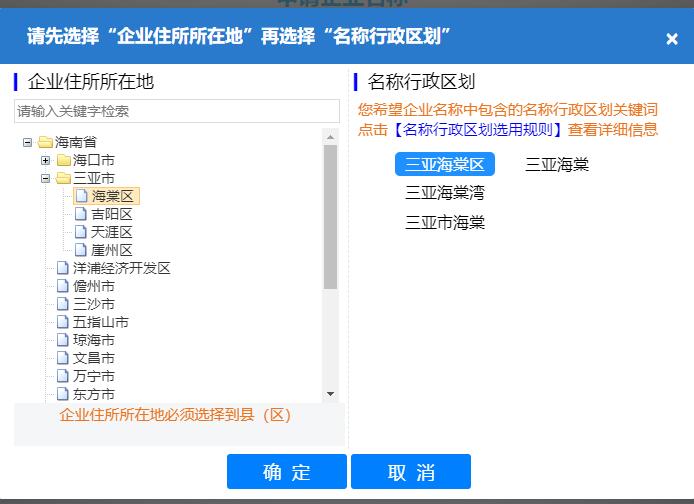 申请企业名称
请先选择“企业住所所在地”再选择“名称行政区划”
×
企业住所所在地
请输入关键字检索
海南省
海口市
三亚市
海棠区
吉阳区
天涯区
崖州区
洋浦经济开发区
儋州市
三沙市
五指山市
琼海市
文昌市
万宁市
东方市
企业住所所在地必须选择到县（区）
名称行政区划
您希望企业名称中包含的名称行政区划关键词
点击【名称行政区划选用规则】查看详细信息
三亚海棠区 三亚海棠
三亚海棠湾
三亚市海棠
确 定 取 消